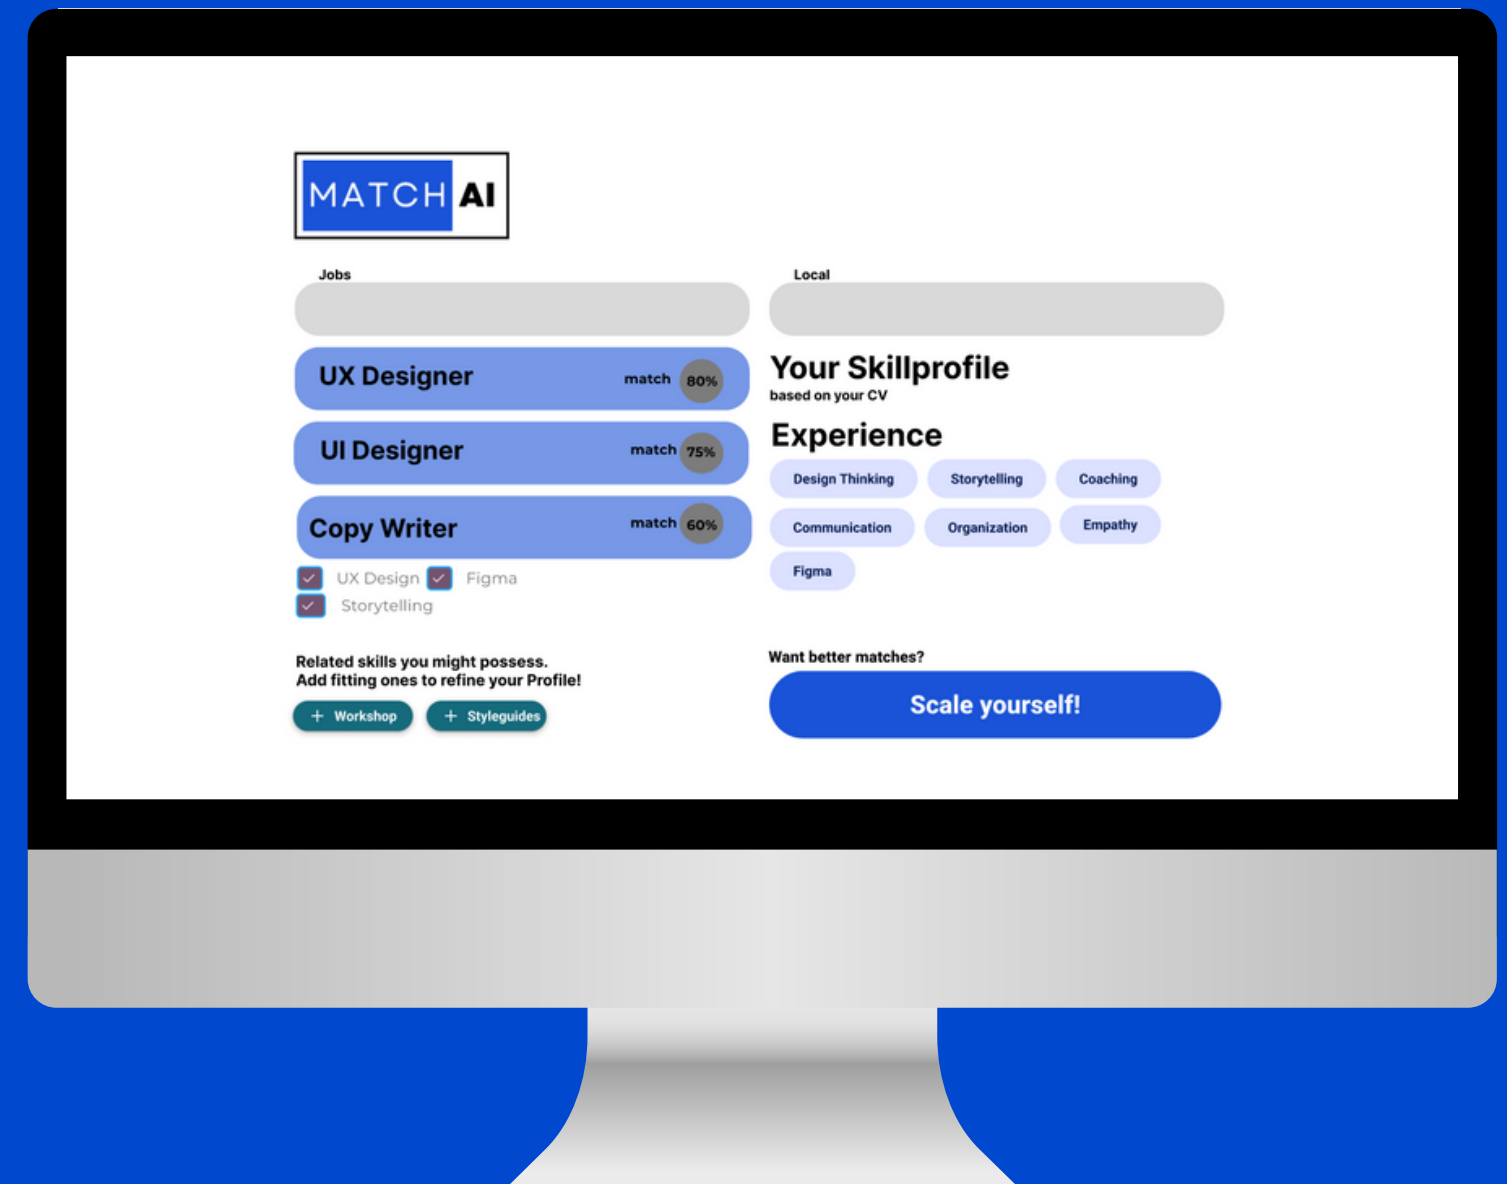 MATCH AI
Jobs
Local
UX Designer
match 80%
UI Designer
match 75%
Copy Writer
match 60%
UX Design
Figma
Storytelling
Related skills you might possess.
Add fitting ones to refine your Profile!
+ Workshop
+ Styleguides
Your Skillprofile
based on your CV
Experience
Design Thinking
Storytelling
Coaching
Communication
Organization
Empathy
Figma
Want better matches?
Scale yourself!